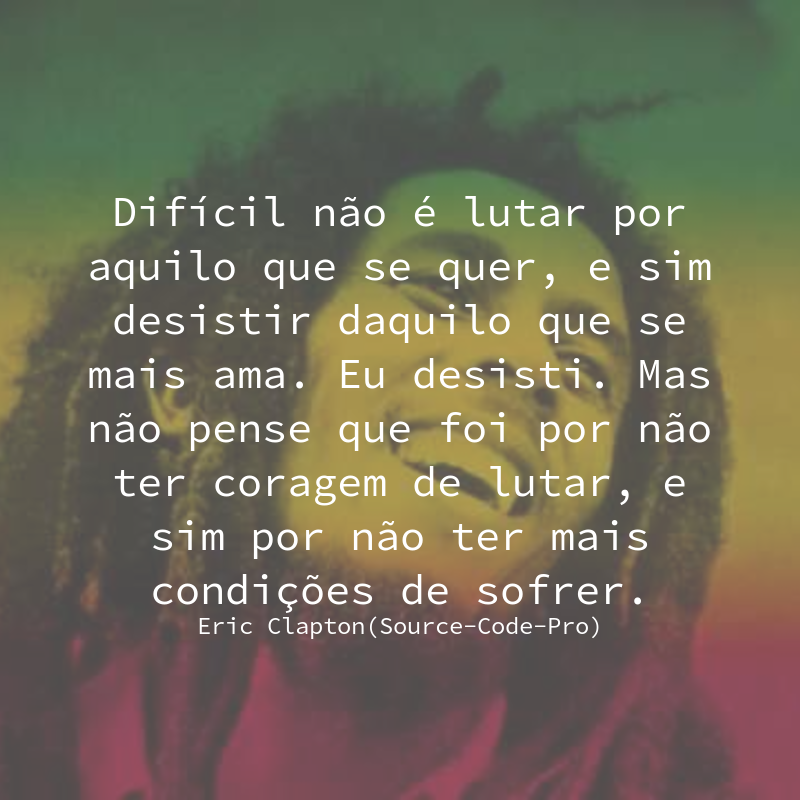 Difícil não é lutar por
aquilo que se quer, e sim
desistir daquilo que se
mais ama. Eu desisti. Mas
não pense que foi por não
ter coragem de lutar, e
sim por não ter mais
condições de sofrer.
Eric Clapton(Source-Code-Pro)